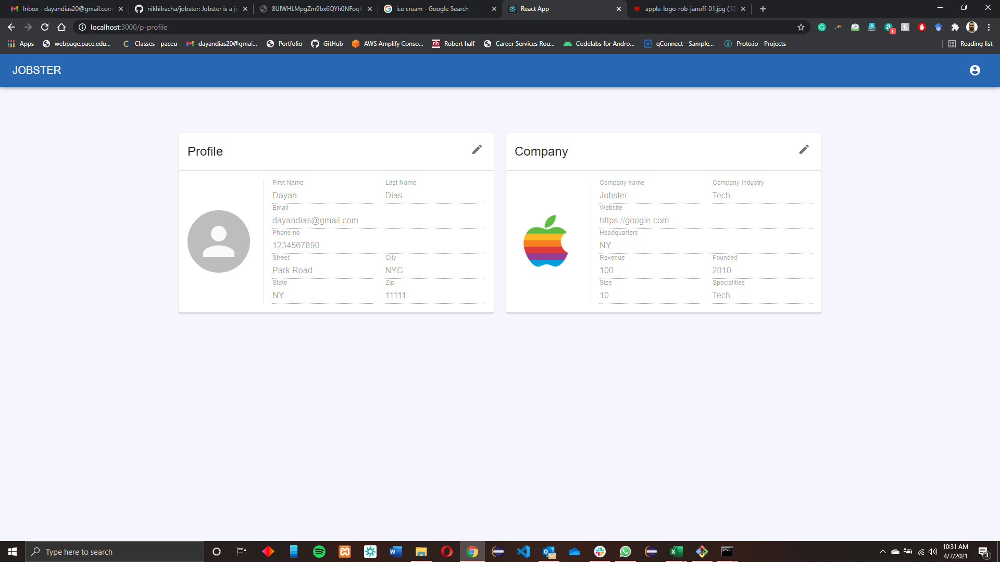 Inbox - dayandias20@gmail.com
nikhilracha/jobster: Jobster is a jo
8UlWHLMpgZm9bx6QYh0NFoq6
ice cream - Google Search
React App
apple-logo-rob-janoff-01.jpg (10
localhost:3000/p-profile
1
Apps
webpage.pace.edu...
Classes - paceu
dayandias20@gmai...
Portfolio
GitHub
AWS Amplify Conso...
rh Robert half
Career Services Rou...
Codelabs for Andro...
qConnect - Sample...
Proto.io - Projects
Reading list
JOBSTER
Profile
First Name Last Name
Dayan Dias
Email
dayandias@gmail.com
Phone no
1234567890
Street City
Park Road NYC
State Zip
NY 11111
Company
Company name Company Industry
Jobster Tech
Website
https://google.com
Headquarters
NY
Revenue Founded
100 2010
Size Specialities
10 Tech
Type here to search
10:31 AM
4/7/2021
3